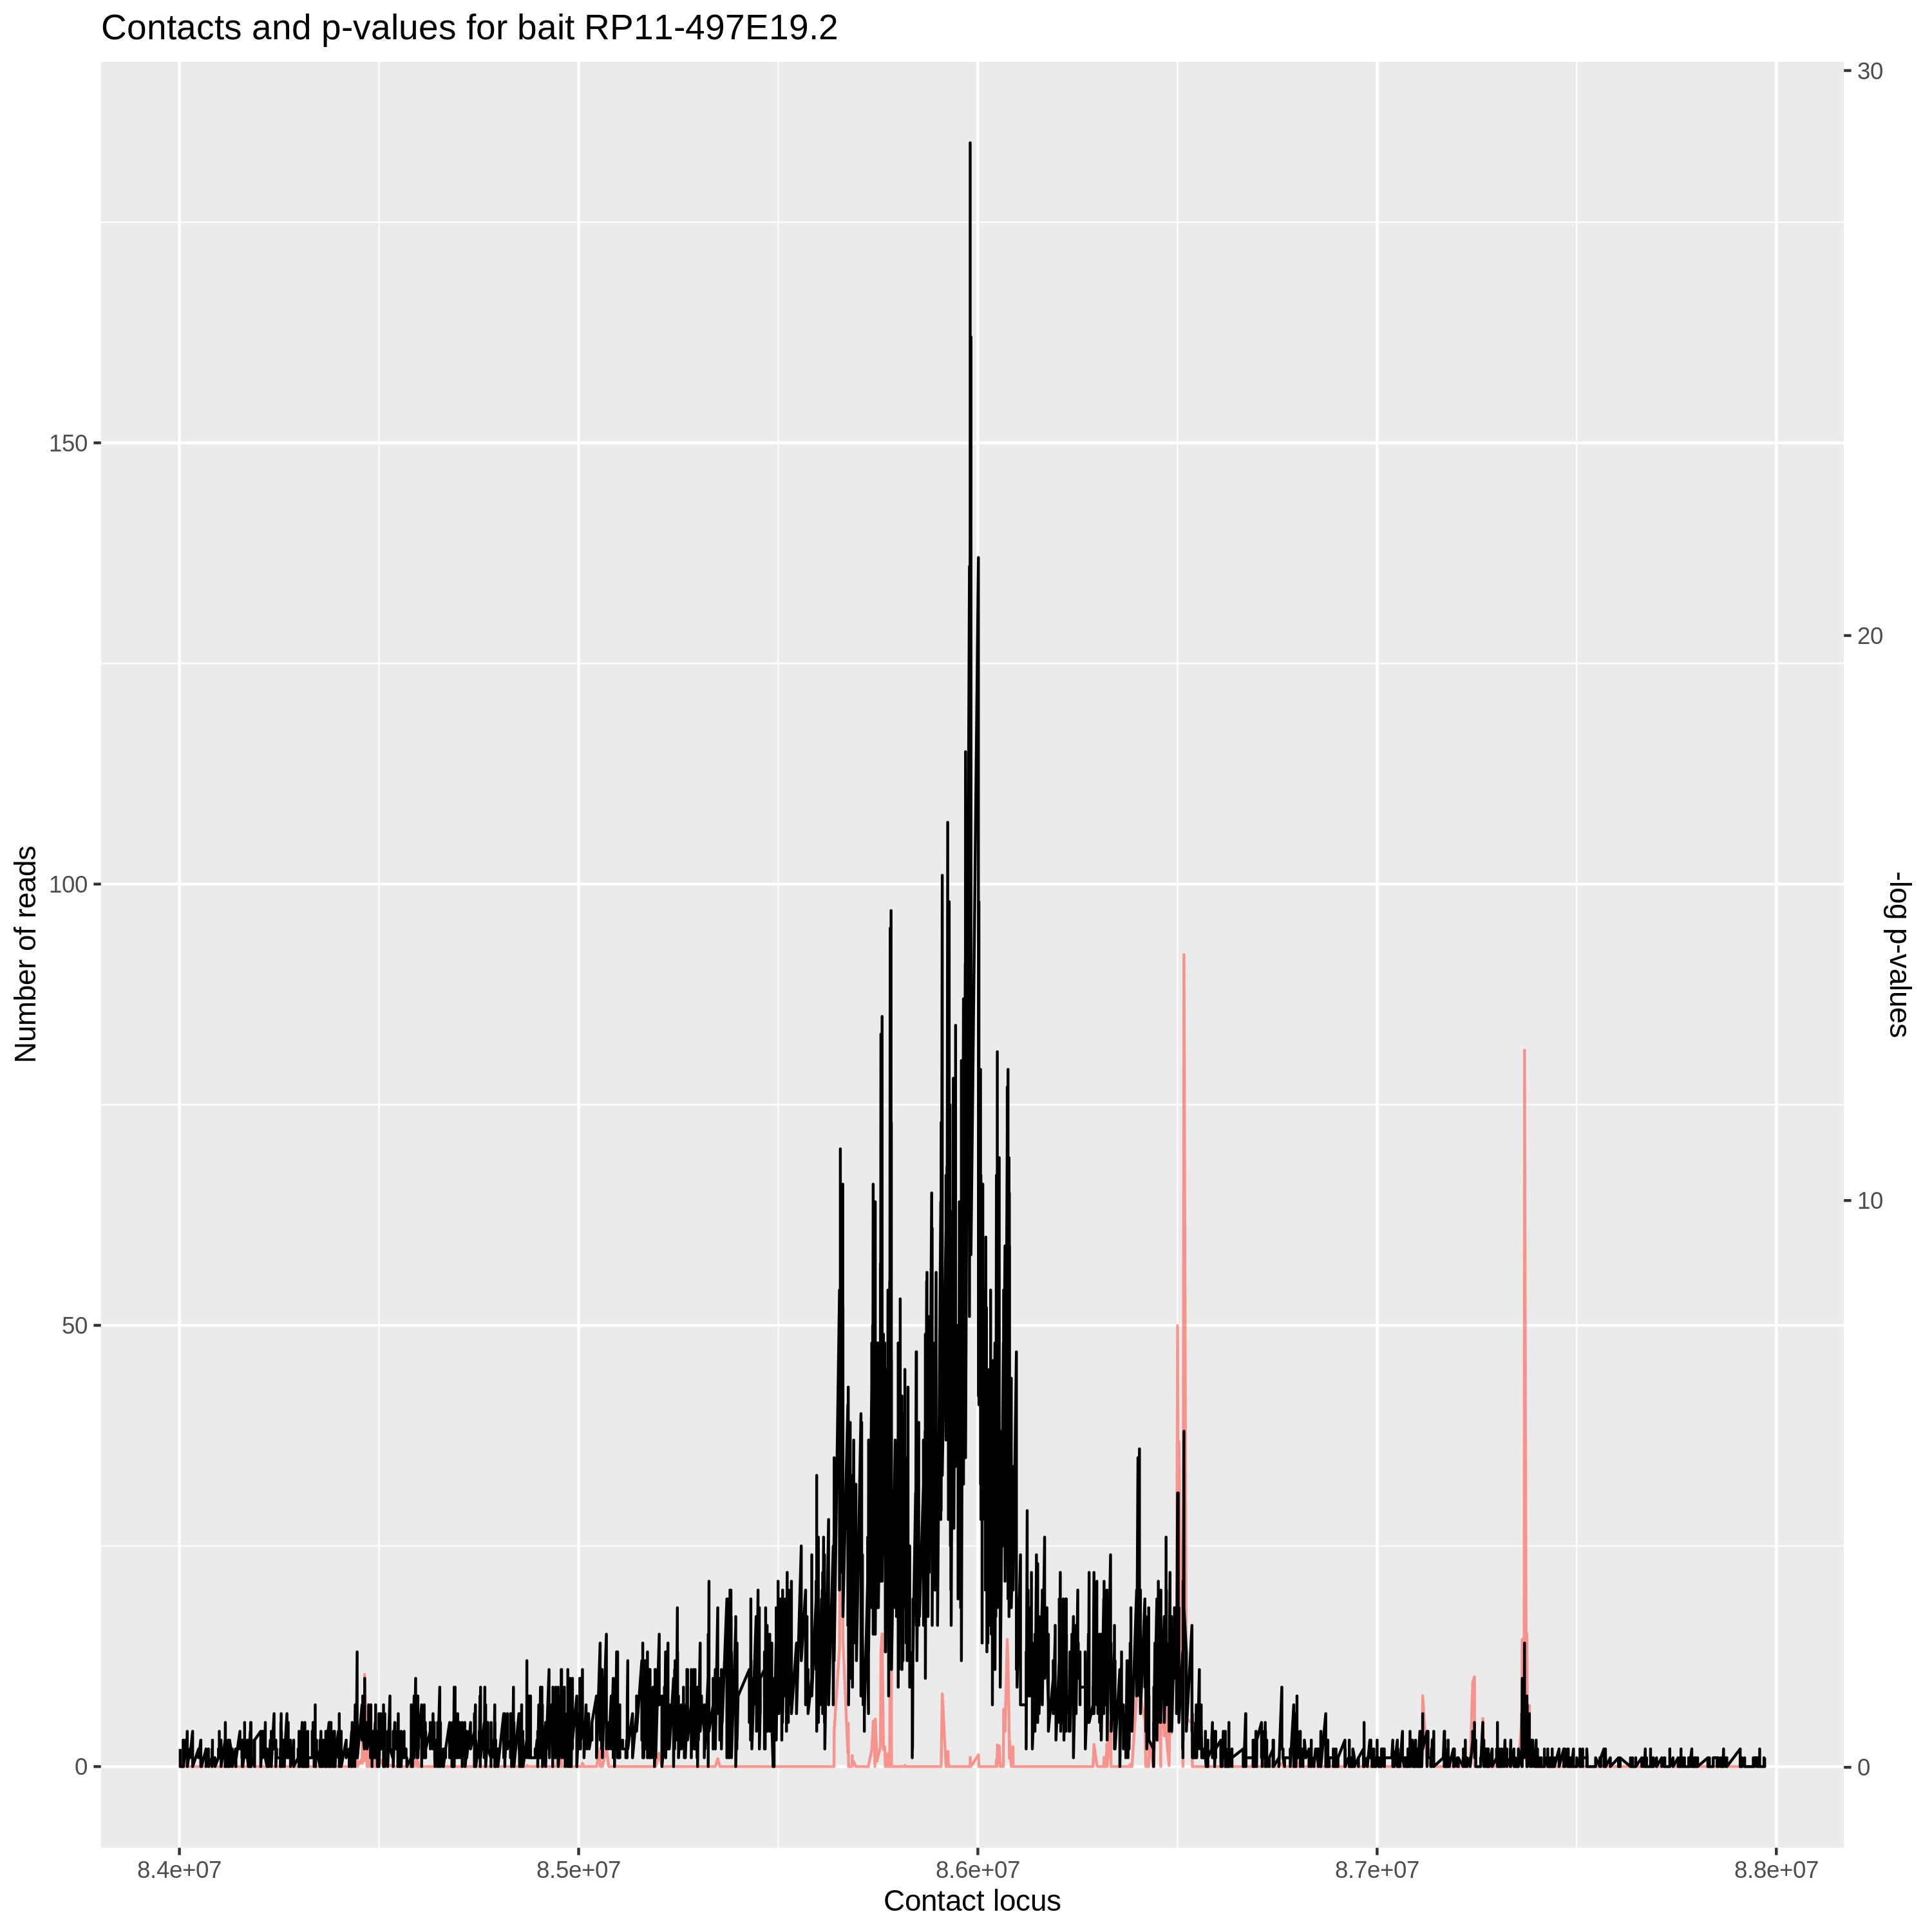 Contacts and p-values for bait RP11-497E19.2
Number of reads
150
100
50
0
30
20
10
0
-log p-values
8.4e+07
8.5e+07
8.6e+07
8.7e+07
8.8e+07
Contact locus